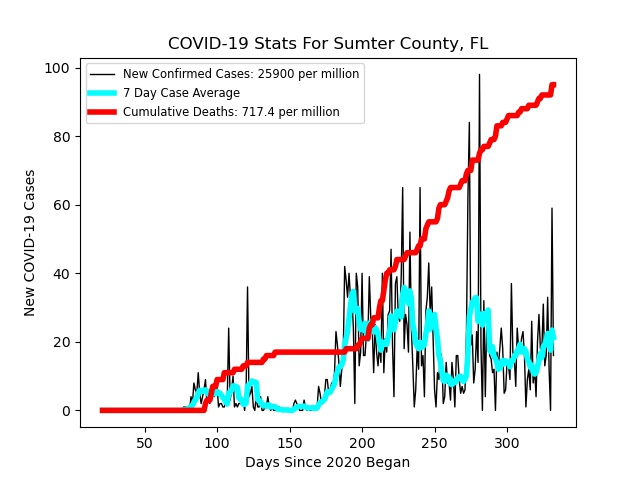 COVID-19 Stats For Sumter County, FL
New Confirmed Cases: 25900 per million
7 Day Case Average
Cumulative Deaths: 717.4 per million
New COVID-19 Cases
100
80
60
40
20
0
50 100 150 200 250 300
Days Since 2020 Began